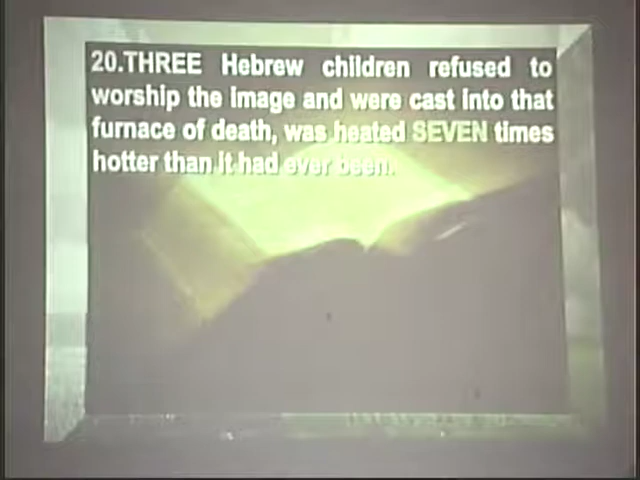 20.THREE Hebrew children refused to
worship the image and were cast into that
furnace of death, was heated SEVEN times
hotter than it had ever been.